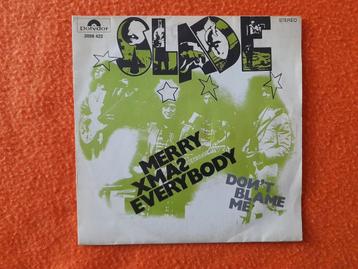 Polydor
2058 422
STEREO
SLADE
MERRY
XMAS
EVERYBODY
DON'T
BLAME
ME